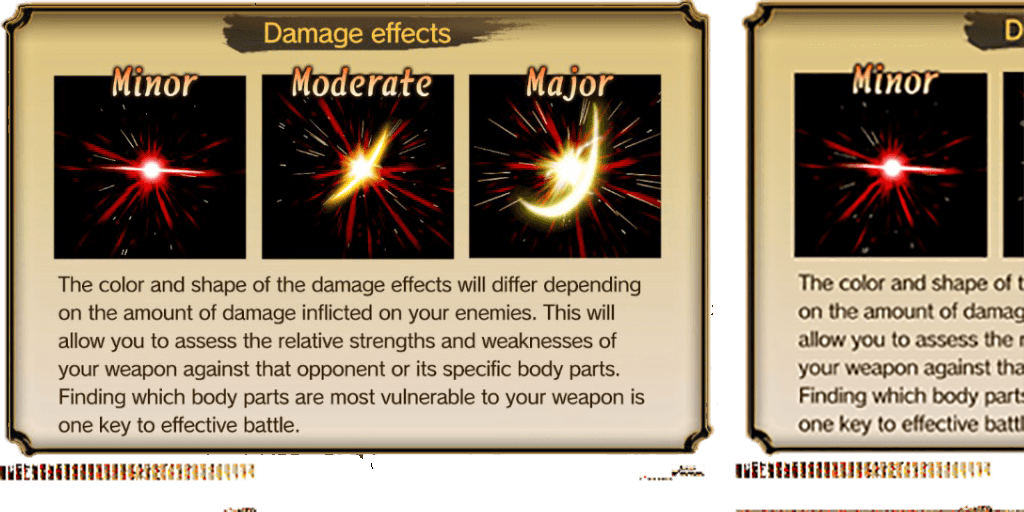 Damage effects
Minor Moderate Major
The color and shape of the damage effects will differ depending
on the amount of damage inflicted on your enemies. This will
allow you to assess the relative strengths and weaknesses of
your weapon against that opponent or its specific body parts.
Finding which body parts are most vulnerable to your weapon is
one key to effective battle.
D
Minor
The color and shape of t
on the amount of damag
allow you to assess the r
your weapon against tha
Finding which body parts
one key to effective battl